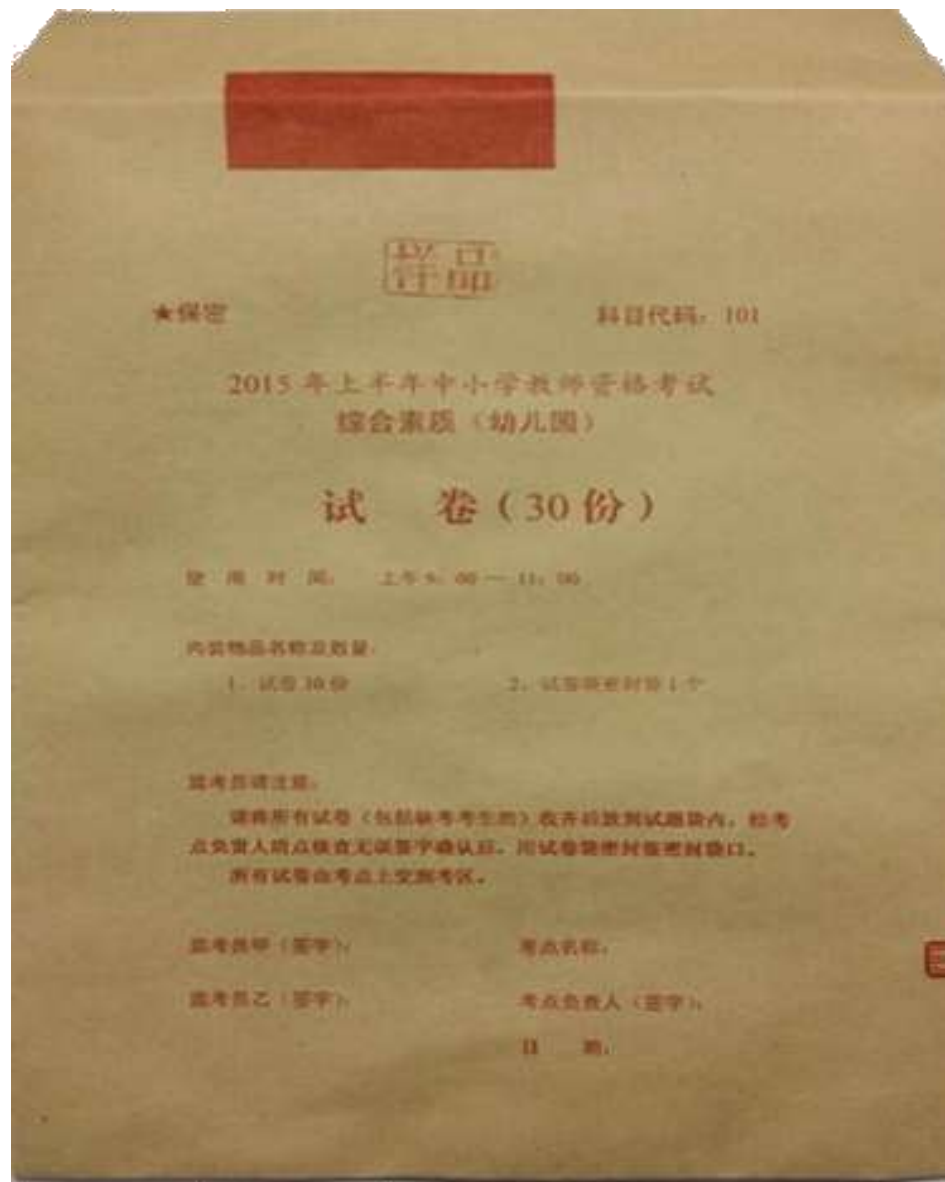 样品
★保密 科目代码：101
2015 年上半年中小学教师资格考试
综合素质（幼儿园）
试 卷（30 份）
使 用 时 间： 上午 9：00 — 11：00
内装物品名称及数量：
1．试卷 30 份 2．试卷袋密封签 1 个
监考员请注意：
请将所有试卷（包括缺考考生的）收齐后放到试题袋内，经考
点负责人清点核查无误签字确认后，用试卷袋密封签密封袋口。
所有试卷由考点上交到考区。
监考员甲（签字）： 考点名称：
监考员乙（签字）： 考点负责人（签字）：
日 期：